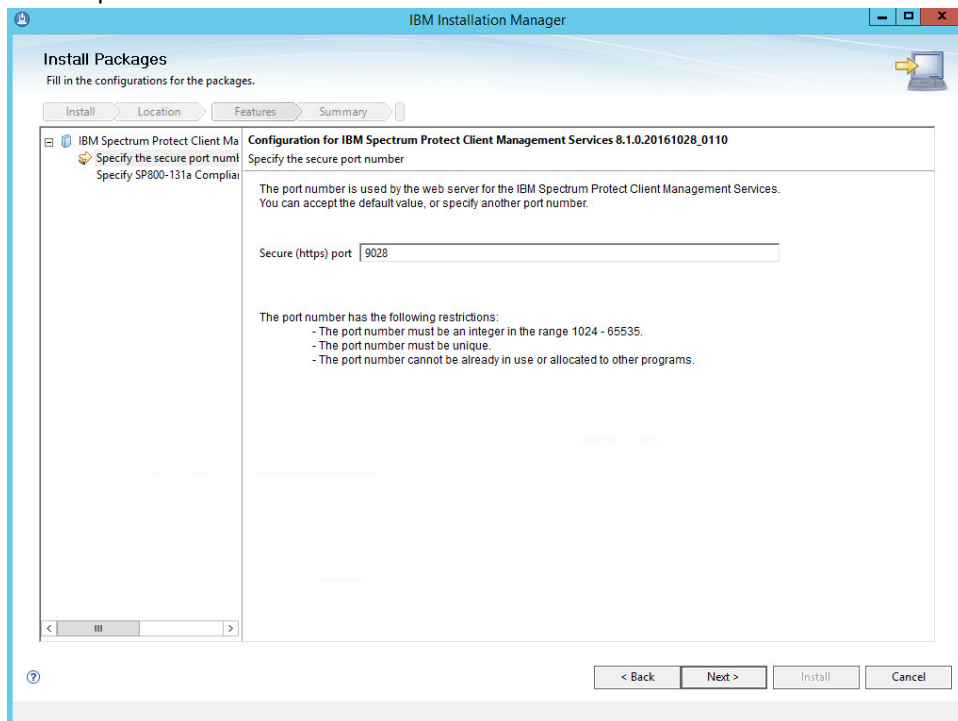 IBM Installation Manager
Install Packages
Fill in the configurations for the packages.
Install
Location
Features
Summary
IBM Spectrum Protect Client Ma
Specify the secure port numl
Specify SP800-131a Compliai
Configuration for IBM Spectrum Protect Client Management Services 8.1.0.20161028_0110
Specify the secure port number
The port number is used by the web server for the IBM Spectrum Protect Client Management Services.
You can accept the default value, or specify another port number.
Secure (https) port 9028
The port number has the following restrictions:
- The port number must be an integer in the range 1024 - 65535.
- The port number must be unique.
- The port number cannot be already in use or allocated to other programs.
< Back
Next >
Install
Cancel